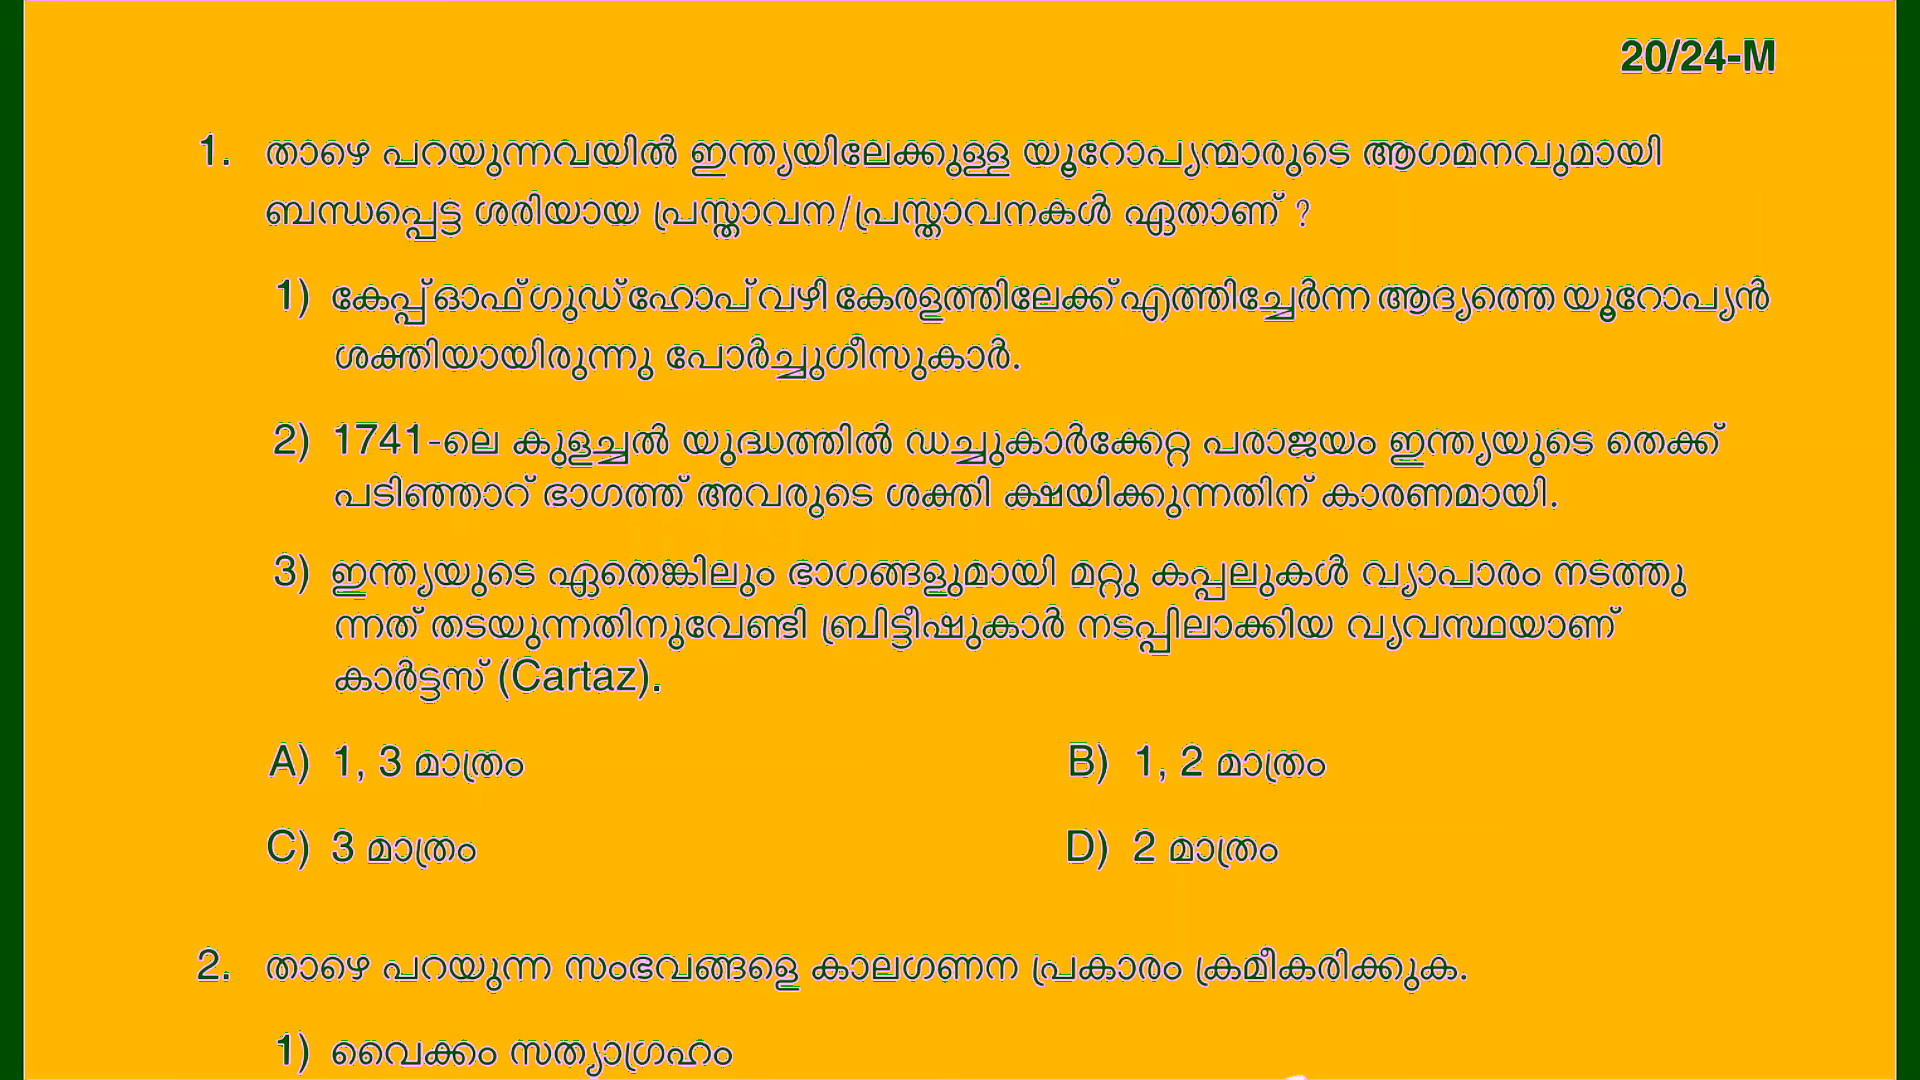 20/24-M
1. താഴെ പറയുന്നവയിൽ ഇന്ത്യയിലേക്കുള്ള യൂറോപ്യന്മാരുടെ ആഗമനവുമായി
ബന്ധപ്പെട്ട ശരിയായ പ്രസ്താവന/പ്രസ്താവനകൾ ഏതാണ് ?
1) കേപ്പ് ഓഫ് ഗുഡ് ഹോപ് വഴി കേരളത്തിലേക്ക് എത്തിച്ചേർന്ന ആദ്യത്തെ യൂറോപ്യൻ
ശക്തിയായിരുന്നു പോർച്ചുഗീസുകാർ.
2) 1741-ലെ കുളച്ചൽ യുദ്ധത്തിൽ ഡച്ചുകാർക്കേറ്റ പരാജയം ഇന്ത്യയുടെ തെക്ക്
പടിഞ്ഞാറ് ഭാഗത്ത് അവരുടെ ശക്തി ക്ഷയിക്കുന്നതിന് കാരണമായി.
3) ഇന്ത്യയുടെ ഏതെങ്കിലും ഭാഗങ്ങളുമായി മറ്റു കപ്പലുകൾ വ്യാപാരം നടത്തു
ന്നത് തടയുന്നതിനുവേണ്ടി ബ്രിട്ടീഷുകാർ നടപ്പിലാക്കിയ വ്യവസ്ഥയാണ്
കാർട്ടസ് (Cartaz).
A) 1, 3 മാത്രം B) 1, 2 മാത്രം
C) 3 മാത്രം D) 2 മാത്രം
2. താഴെ പറയുന്ന സംഭവങ്ങളെ കാലഗണന പ്രകാരം ക്രമീകരിക്കുക.
1) വൈക്കം സത്യാഗ്രഹം